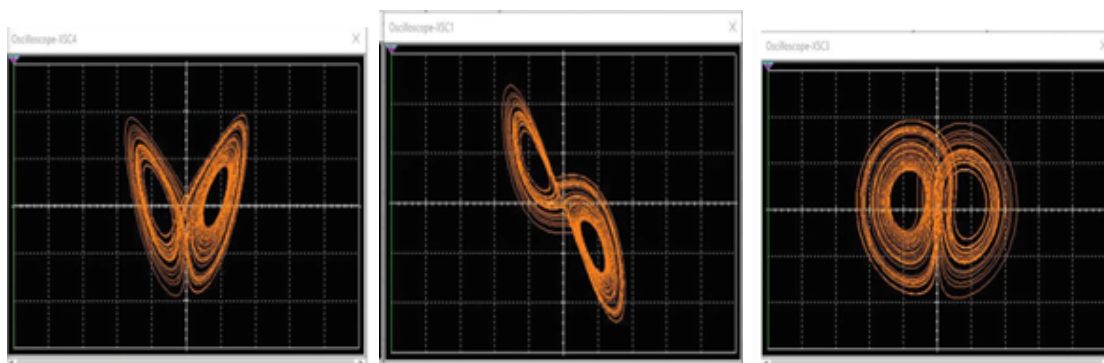 Oscilloscope-XSC4
X
Oscilloscope-XSC1
X
Oscilloscope-XSC3
X